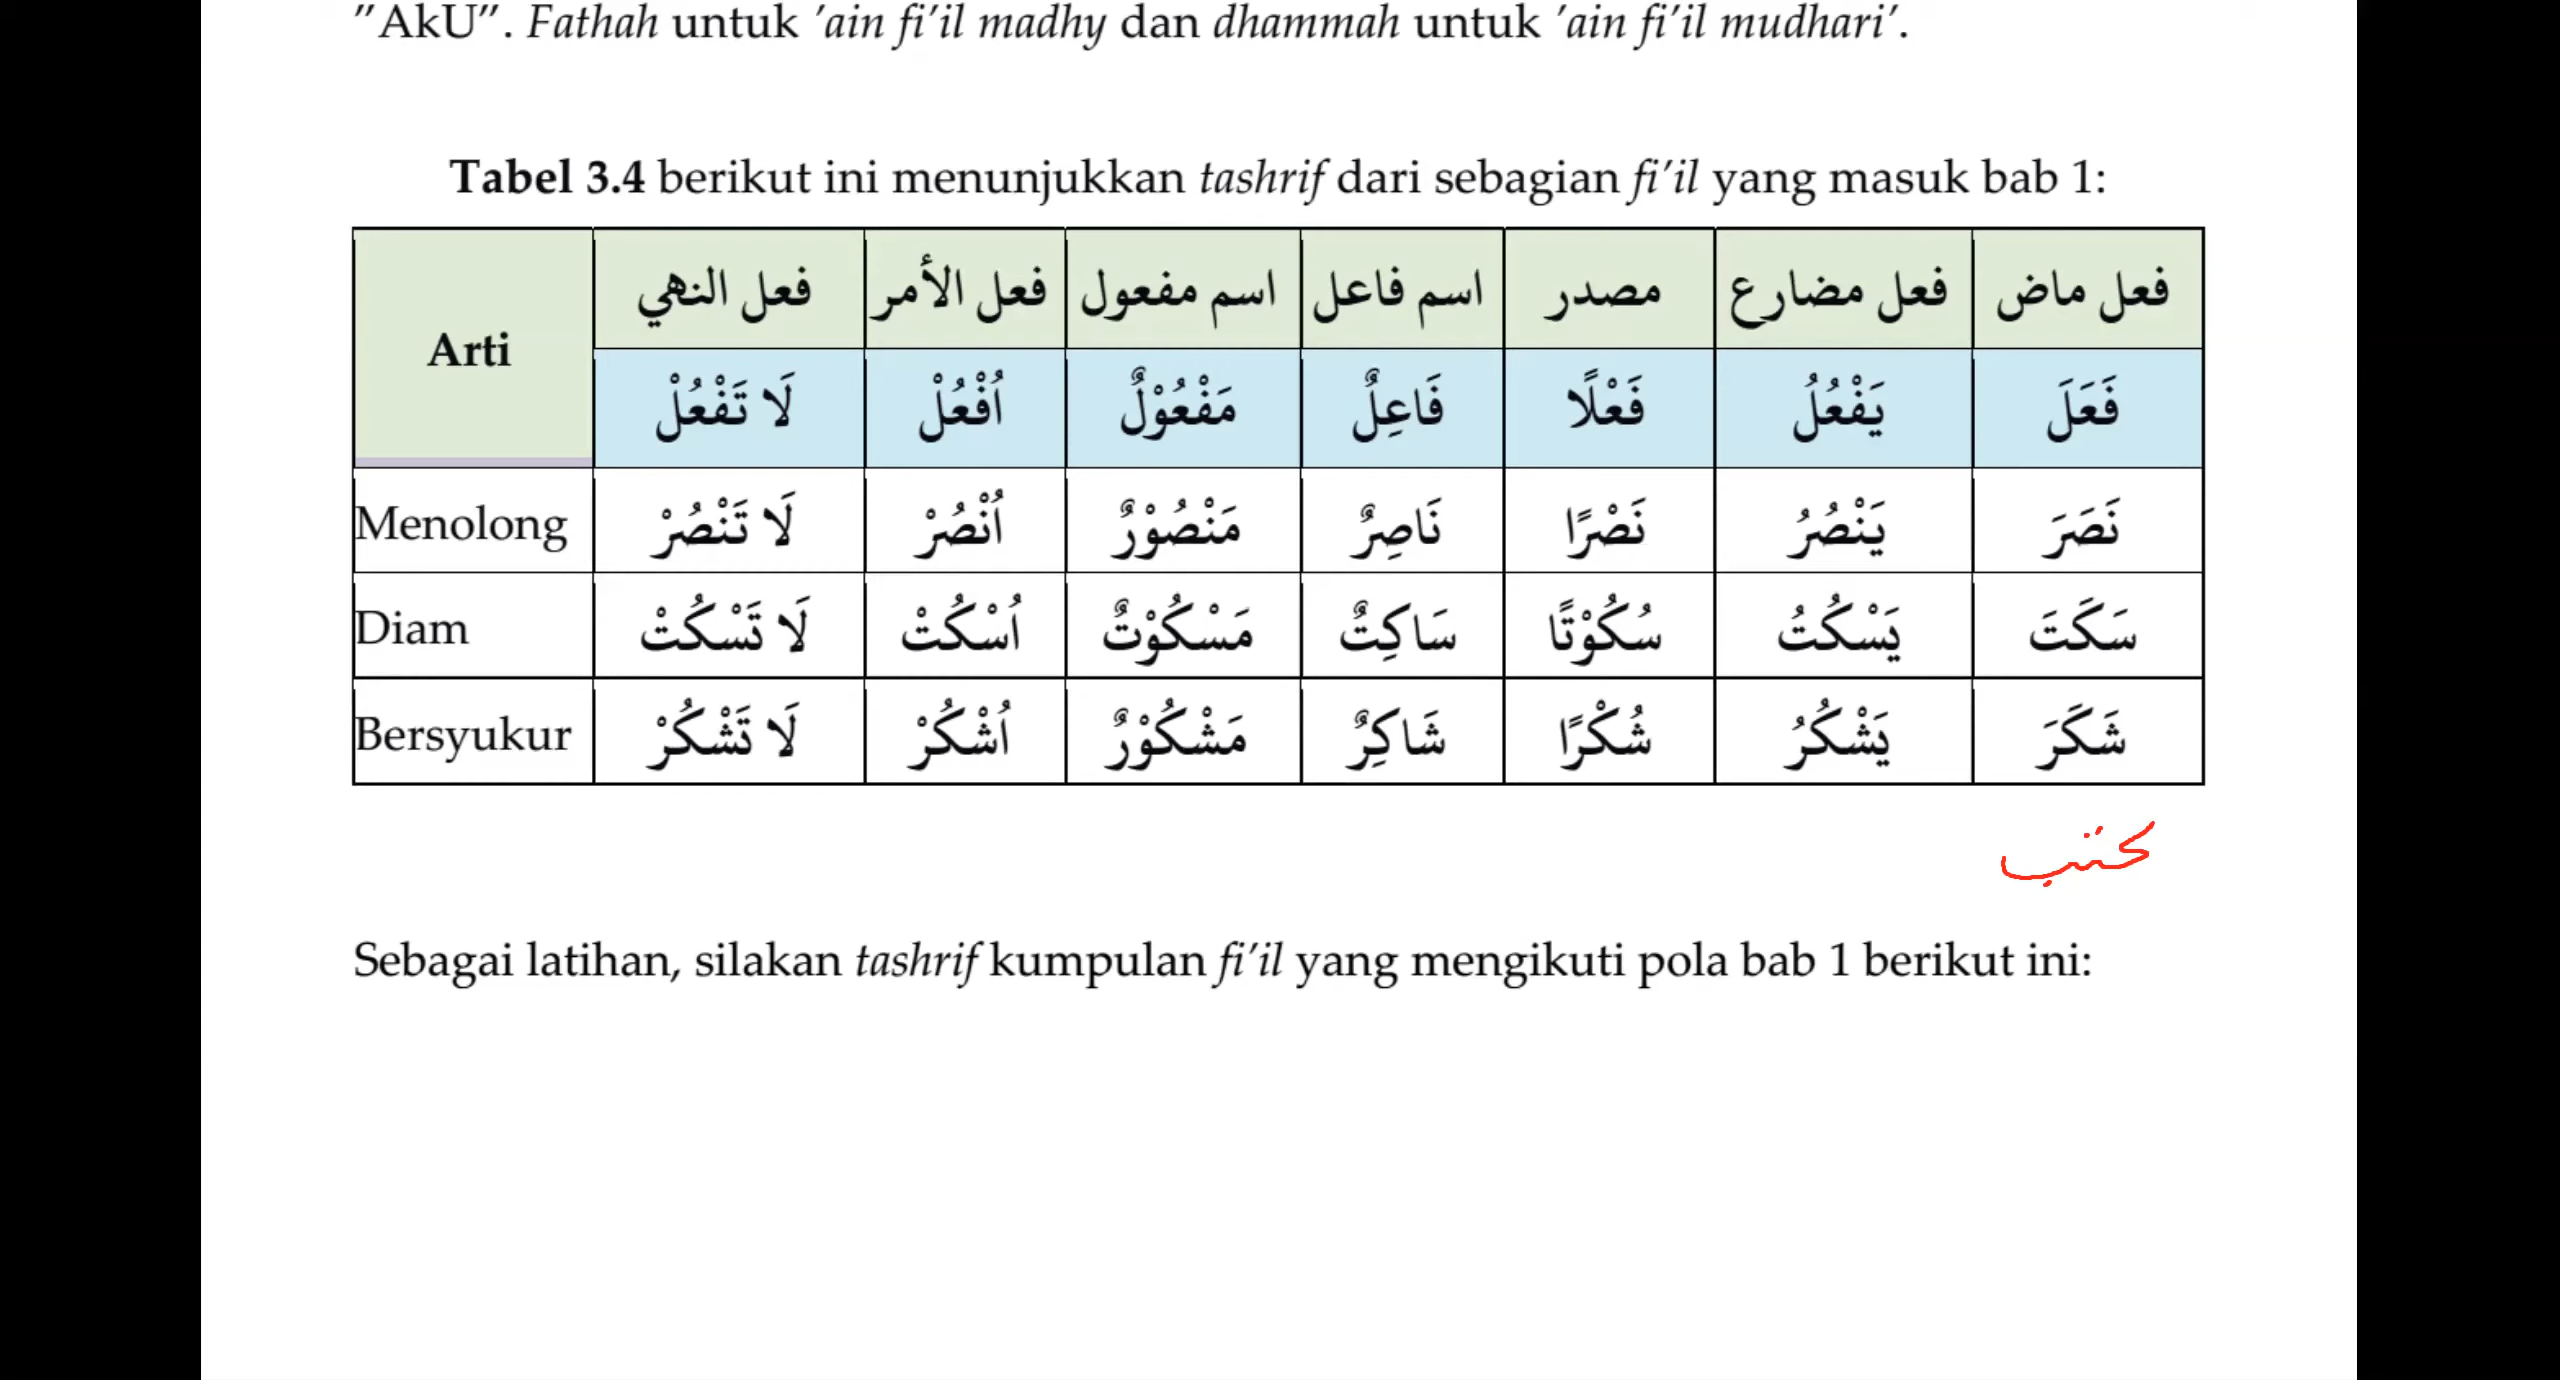 ”AkU”. Fathah untuk ’ain fi’il madhy dan dhammah untuk ’ain fi’il mudhari’.
Tabel 3.4 berikut ini menunjukkan tashrif dari sebagian fi’il yang masuk bab 1:
فعل ماض فعل مضارع مصدر اسم فاعل اسم مفعول فعل الأمر فعل النهي Arti
فَعَلَ يَفْعُلُ فَعْلًا فَاعِلٌ مَفْعُوْلٌ اُفْعُلْ لَا تَفْعُلْ
نَصَرَ يَنْصُرُ نَصْرًا نَاصِرٌ مَنْصُوْرٌ اُنْصُرْ لَا تَنْصُرْ Menolong
سَكَتَ يَسْكُتُ سُكُوْتًا سَاكِتٌ مَسْكُوْتٌ اُسْكُتْ لَا تَسْكُتْ Diam
شَكَرَ يَشْكُرُ شُكْرًا شَاكِرٌ مَشْكُوْرٌ اُشْكُرْ لَا تَشْكُرْ Bersyukur
كتب
Sebagai latihan, silakan tashrif kumpulan fi’il yang mengikuti pola bab 1 berikut ini: